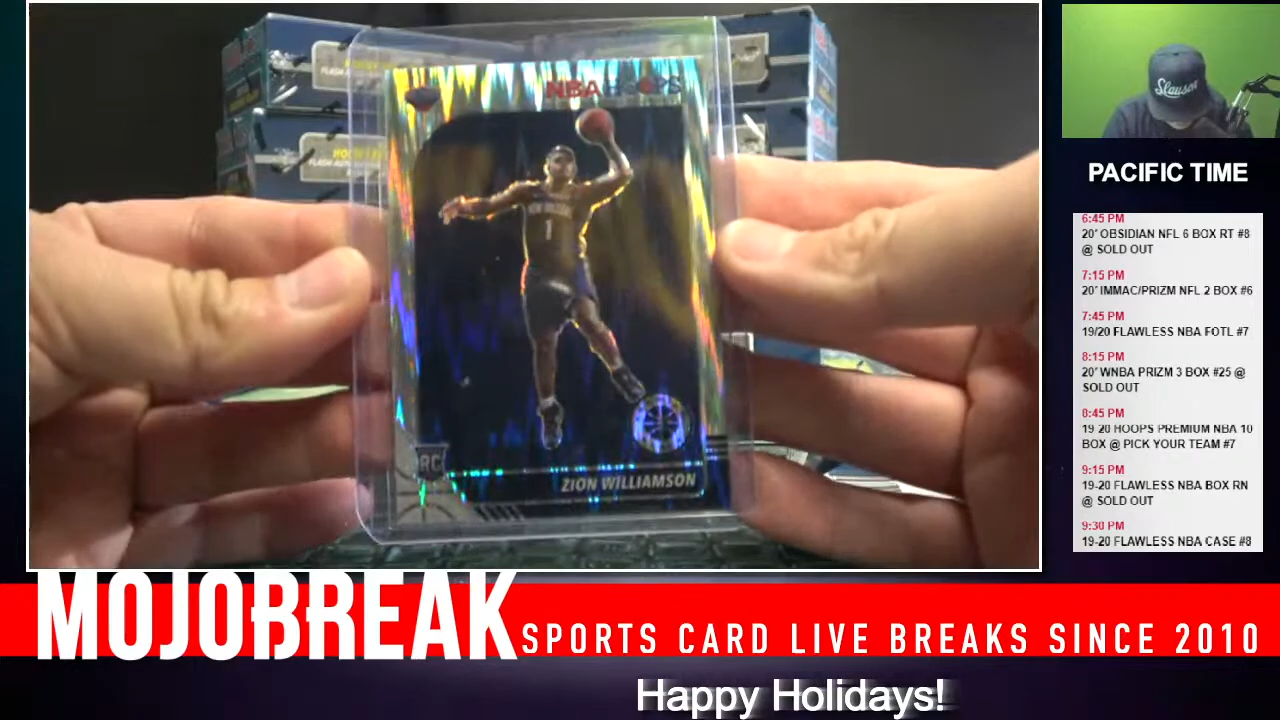 NBA HOOPS
NEW ORLEANS
1
RC
ZION WILLIAMSON
Slauson
PACIFIC TIME
6:45 PM
20' OBSIDIAN NFL 6 BOX RT #8
@ SOLD OUT
7:15 PM
20' IMMAC/PRIZM NFL 2 BOX #6
7:45 PM
19/20 FLAWLESS NBA FOTL #7
8:15 PM
20' WNBA PRIZM 3 BOX #25 @
SOLD OUT
8:45 PM
19-20 HOOPS PREMIUM NBA 10
BOX @ PICK YOUR TEAM #7
9:15 PM
19-20 FLAWLESS NBA BOX RN
@ SOLD OUT
9:30 PM
19-20 FLAWLESS NBA CASE #8
MOJOBREAK
SPORTS CARD LIVE BREAKS SINCE 2010
Happy Holidays!